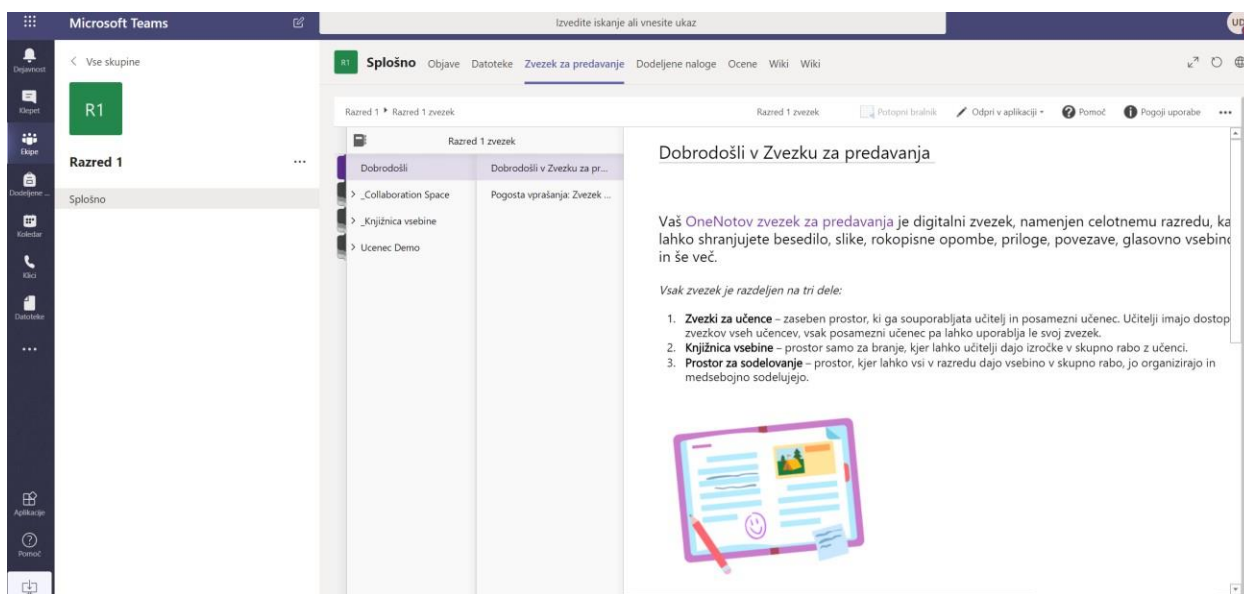 Microsoft Teams
Izvedite iskanje ali vnesite ukaz
UD
Dejavnost
Klepet
Ekipe
Dodeljene ...
Koledar
Klici
Datoteke
Aplikacije
Pomoč
Vse skupine
R1
Razred 1
Splošno
R1 Splošno Objave Datoteke Zvezek za predavanje Dodeljene naloge Ocene Wiki Wiki
Razred 1 Razred 1 zvezek
Razred 1 zvezek Potopni bralnik Odpri v aplikaciji Pomoč Pogoji uporabe
Razred 1 zvezek
Dobrodošli
_Collaboration Space
_Knjižnica vsebine
Ucenec Demo
Dobrodošli v Zvezku za pr...
Pogosta vprašanja: Zvezek ...
Dobrodošli v Zvezku za predavanja
Vaš OneNotov zvezek za predavanja je digitalni zvezek, namenjen celotnemu razredu, ka
lahko shranjujete besedilo, slike, rokopisne opombe, priloge, povezave, glasovno vsebino
in še več.
Vsak zvezek je razdeljen na tri dele:
1. Zvezki za učence – zaseben prostor, ki ga souporabljata učitelj in posamezni učenec. Učitelji imajo dostop
zvezkov vseh učencev, vsak posamezni učenec pa lahko uporablja le svoj zvezek.
2. Knjižnica vsebine – prostor samo za branje, kjer lahko učitelji dajo izročke v skupno rabo z učenci.
3. Prostor za sodelovanje – prostor, kjer lahko vsi v razredu dajo vsebino v skupno rabo, jo organizirajo in
medsebojno sodelujejo.